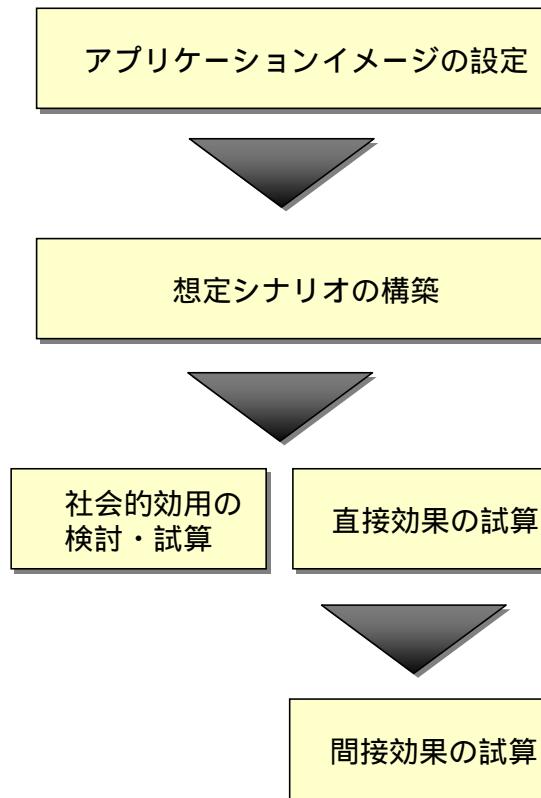 アプリケーションイメージの設定
想定シナリオの構築
社会的効用の
検討・試算
直接効果の試算
間接効果の試算